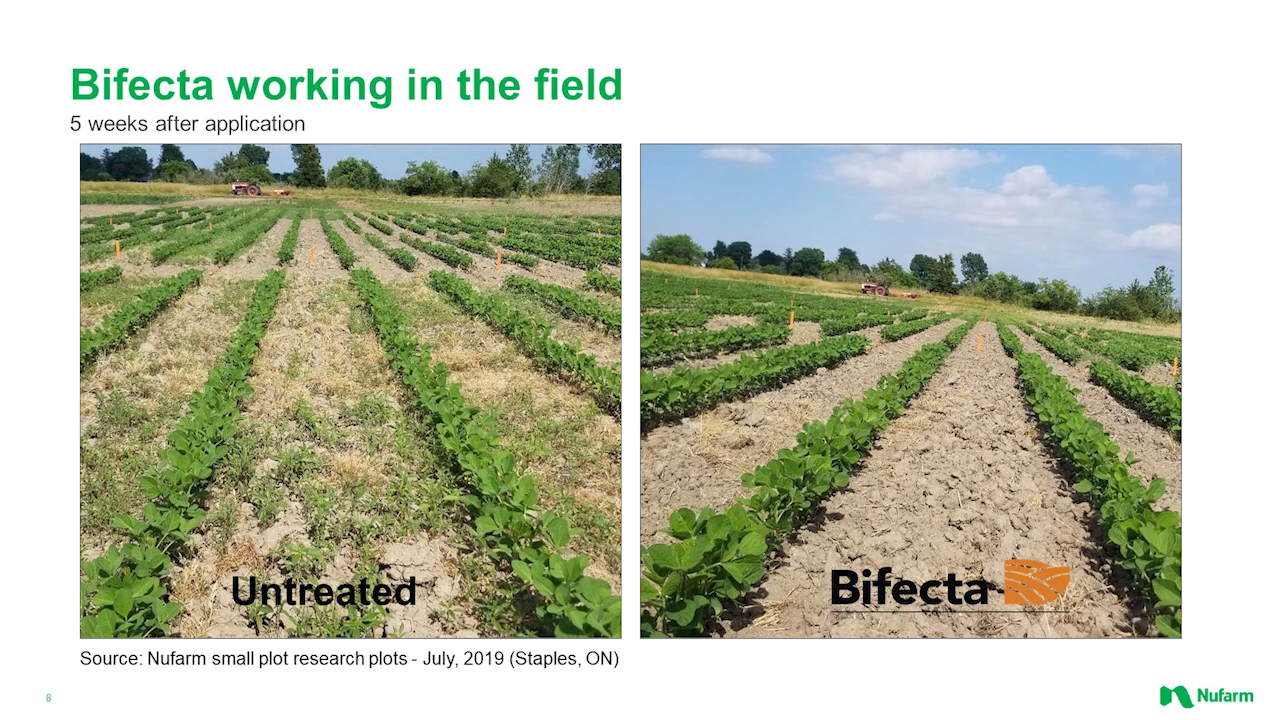 Bifecta working in the field
5 weeks after application
Untreated
Bifecta
Source: Nufarm small plot research plots - July, 2019 (Staples, ON)
8
Nufarm